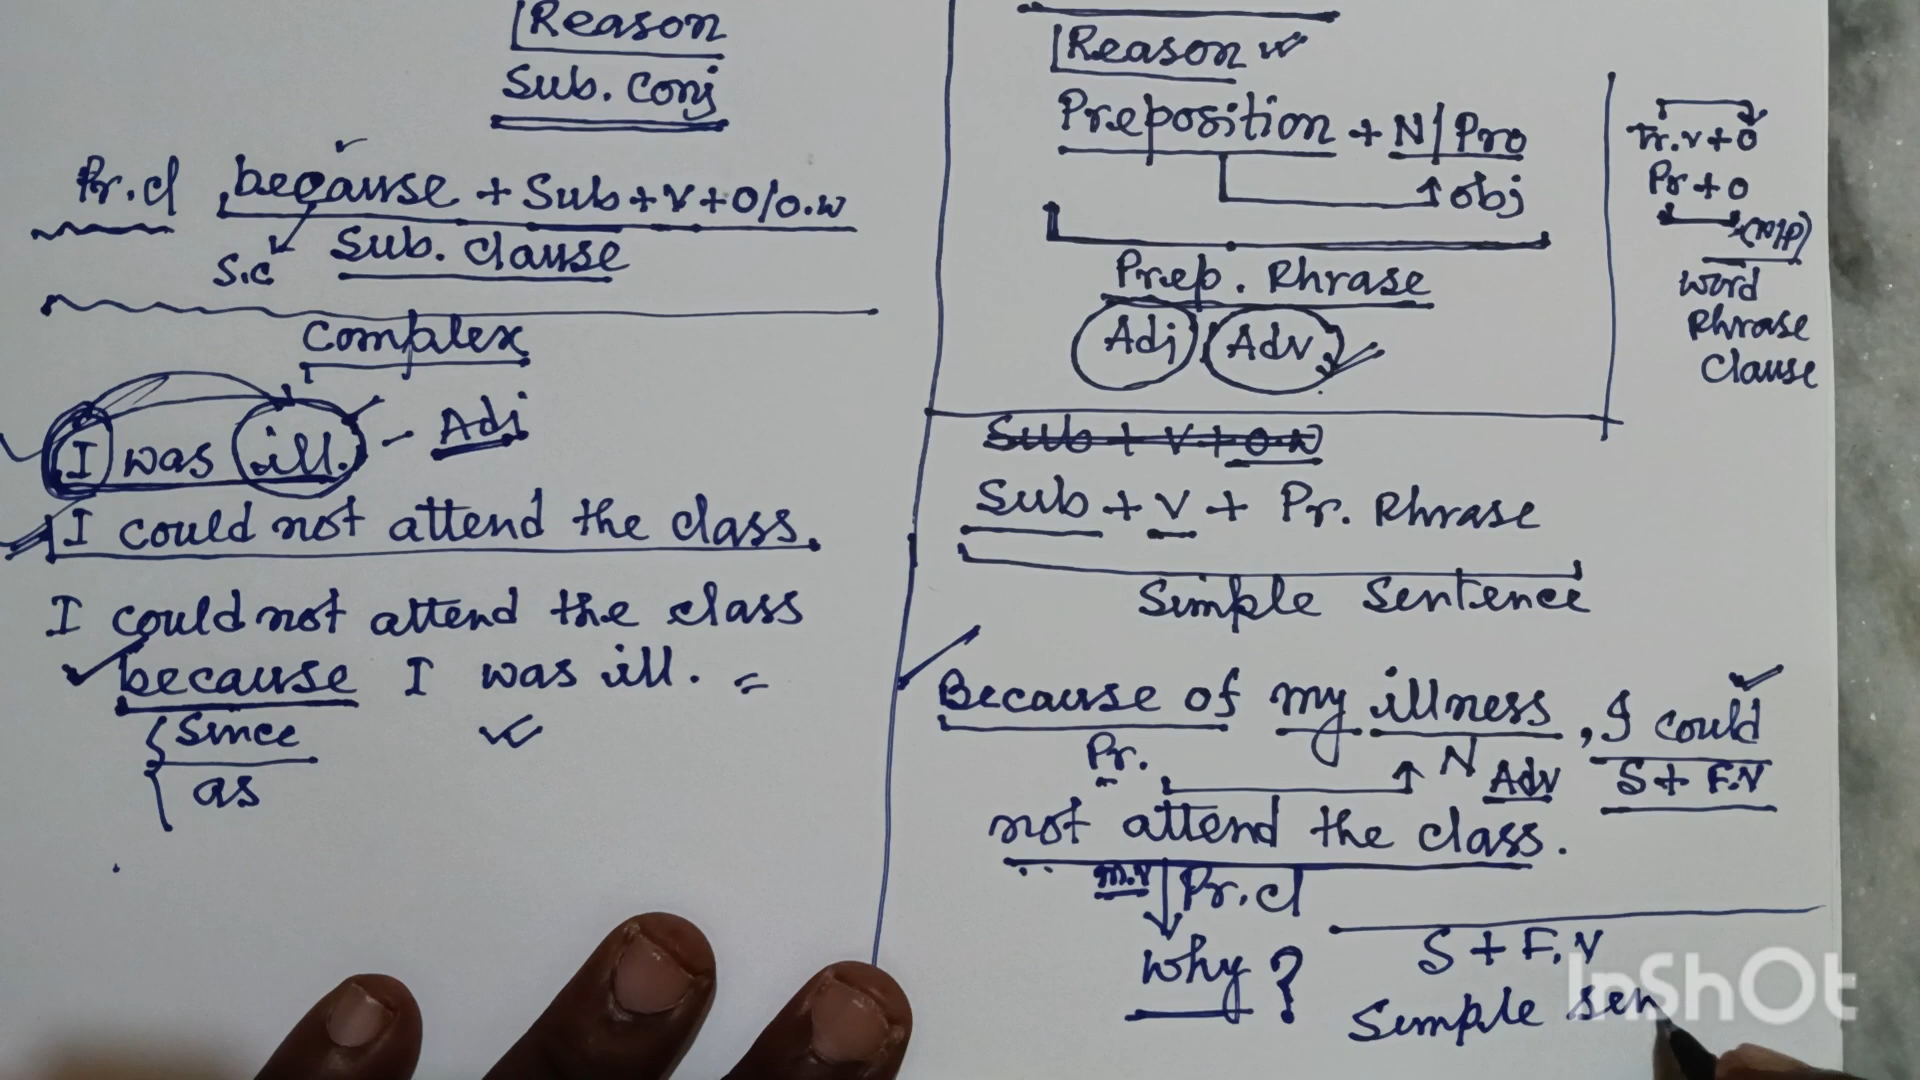 Reason
Sub. Conj
Pr.cl because + Sub + V + O/O.W
S.C Sub. Clause
Complex
I was ill. - Adj
I could not attend the class.
I could not attend the class
because I was ill. =
Since
as
Reason
Preposition + N/Pro
obj
Prep. Phrase
Adj Adv
Tr.V+O
Pr+O
(N/P)
Word
Phrase
Clause
Sub + V + O.W
Sub + V + Pr. Phrase
Simple Sentence
Because of my illness, I could
Pr. N Adv S + F.V
not attend the class.
m.v Pr.cl
Why?
S + F.V
Simple sen
InShOt